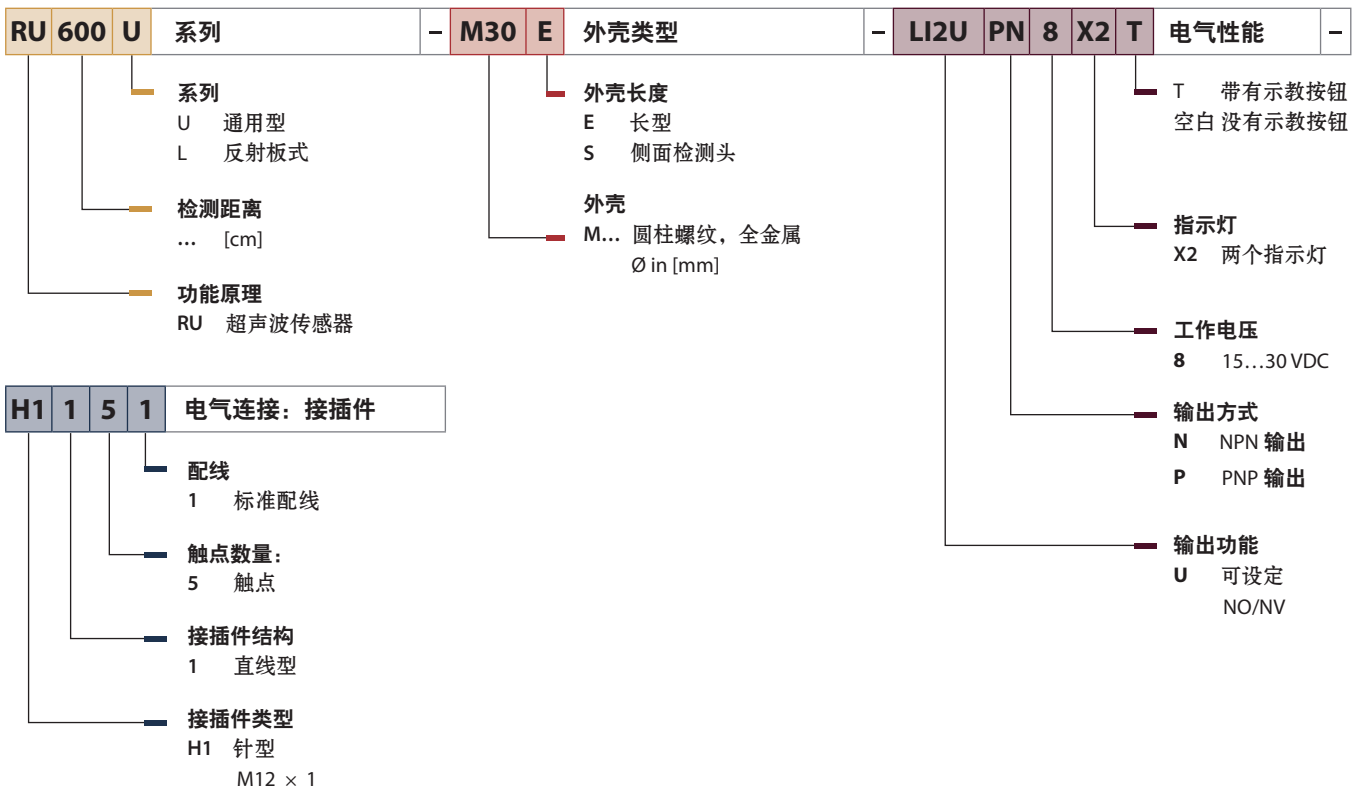 RU 600 U 系列 – M30 E 外壳类型 – LI2U PN 8 X2 T 电气性能 –
系列
U 通用型
L 反射板式
检测距离
... [cm]
功能原理
RU 超声波传感器
外壳长度
E 长型
S 侧面检测头
外壳
M... 圆柱螺纹，全金属
Ø in [mm]
T 带有示教按钮
空白 没有示教按钮
指示灯
X2 两个指示灯
工作电压
8 15...30 VDC
输出方式
N NPN 输出
P PNP 输出
输出功能
U 可设定
NO/NV
H1 1 5 1 电气连接：接插件
配线
1 标准配线
触点数量：
5 触点
接插件结构
1 直线型
接插件类型
H1 针型
M12 × 1